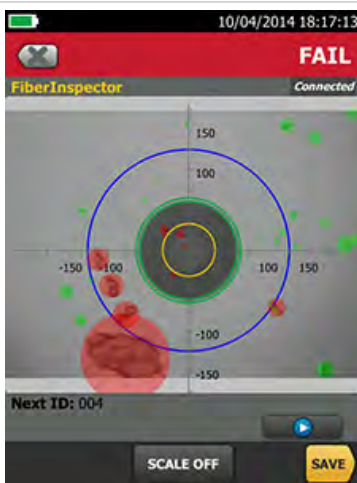 10/04/2014 18:17:13
FAIL
FiberInspector Connected
150
100
-150 -100 100 150
-100
-150
Next ID: 004
SCALE OFF SAVE